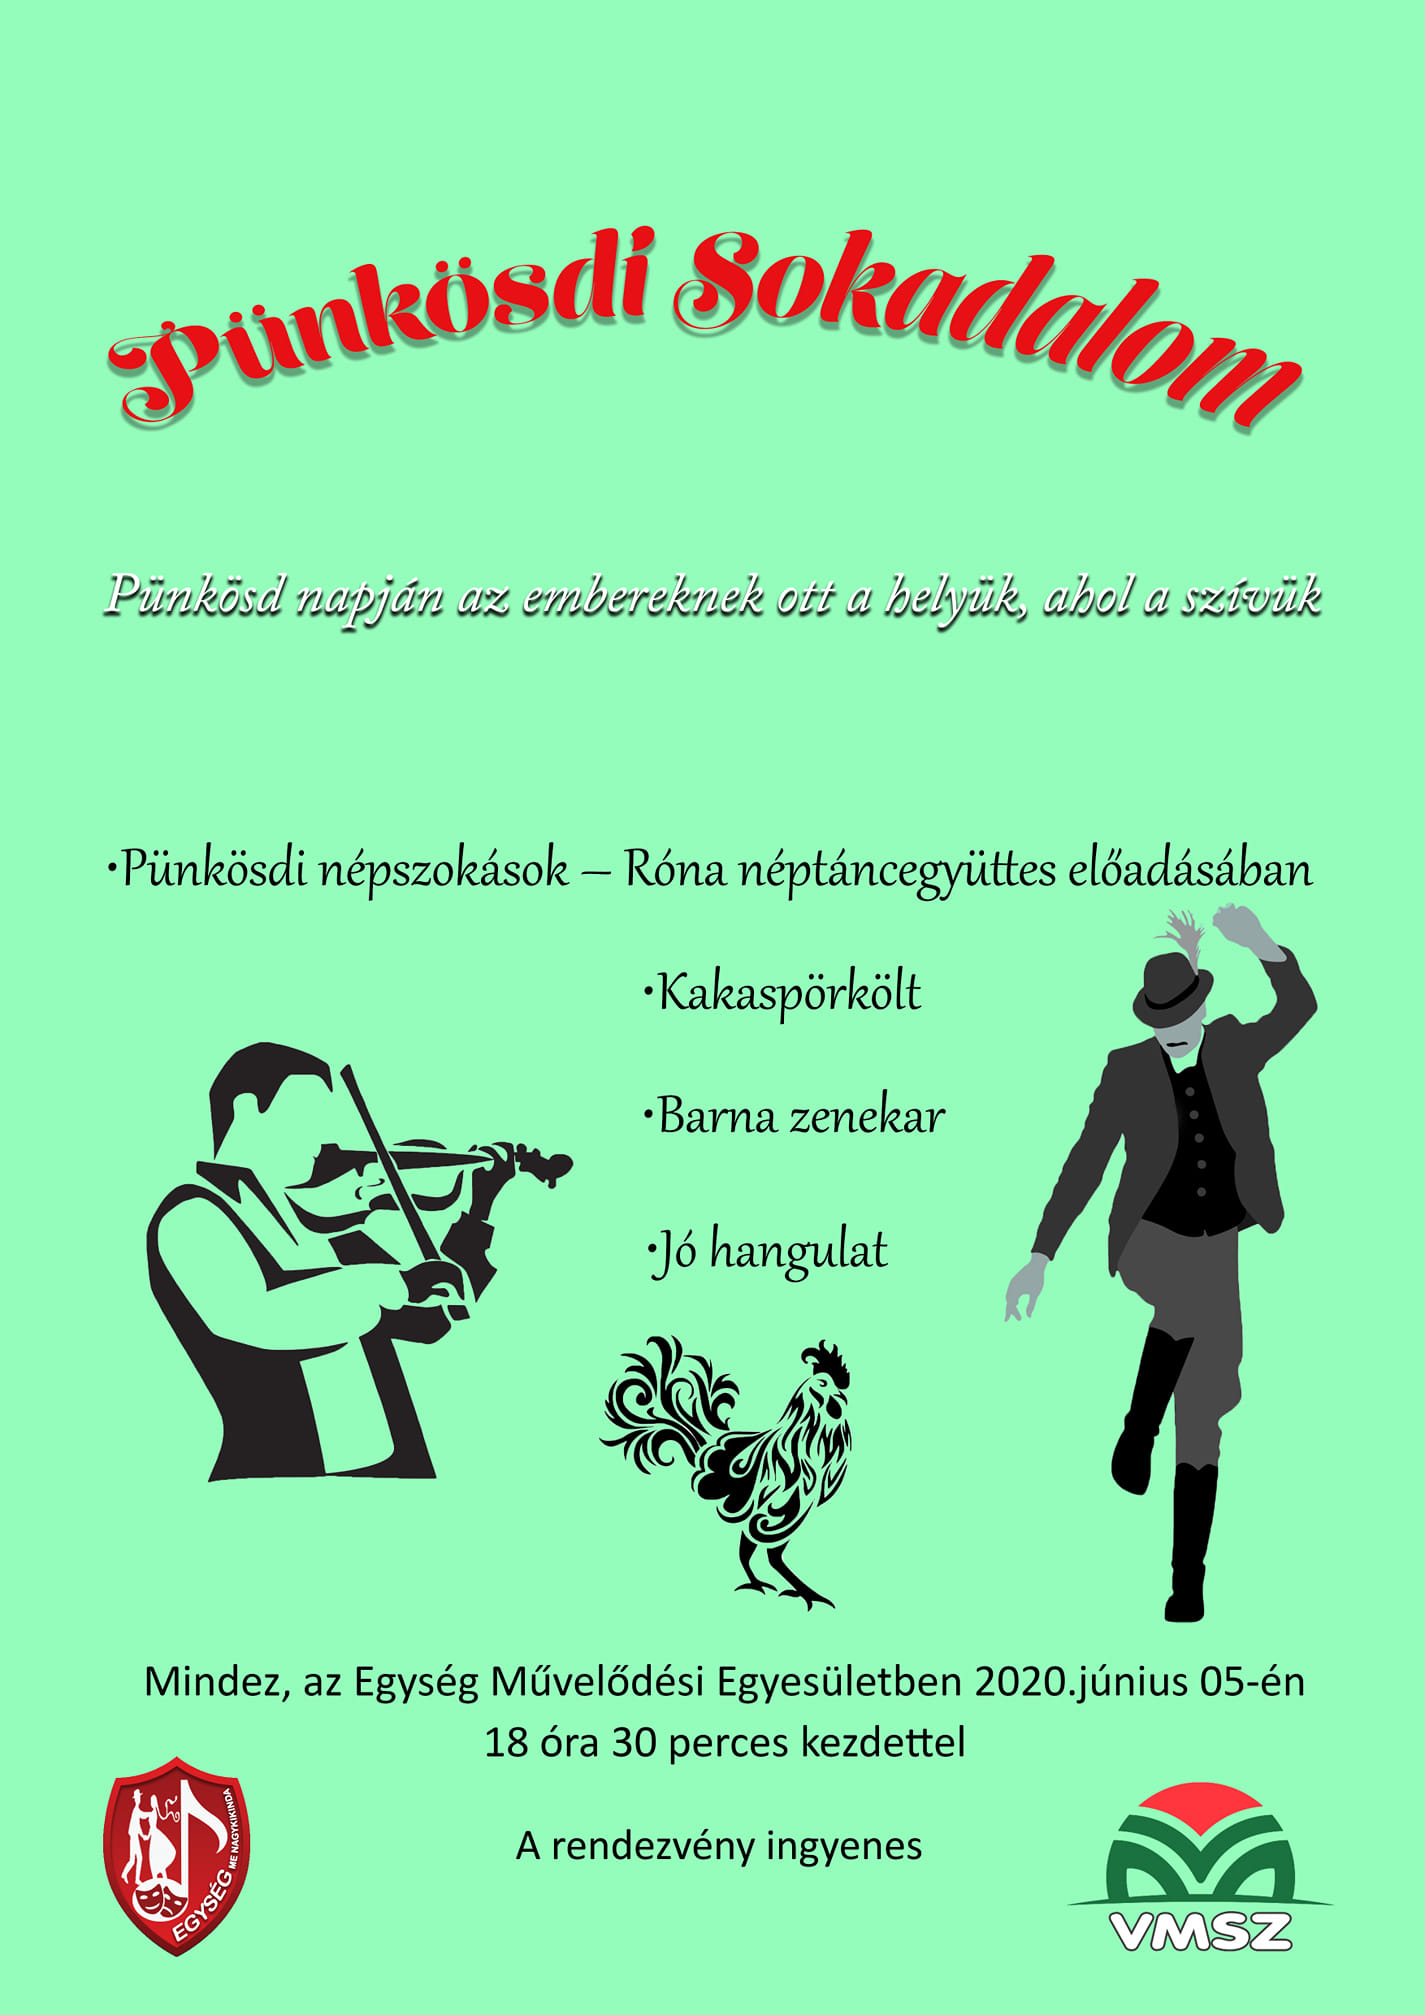 Pünkösdi Sokadalom
Pünkösd napján az embereknek ott a helyük, ahol a szívük
•Pünkösdi népszokások – Róna néptáncegyüttes előadásában
•Kakaspörkölt
•Barna zenekar
•Jó hangulat
Mindez, az Egység Művelődési Egyesületben 2020.június 05-én
18 óra 30 perces kezdettel
A rendezvény ingyenes
EGYSÉG ME NAGYKIKINDA
VMSZ